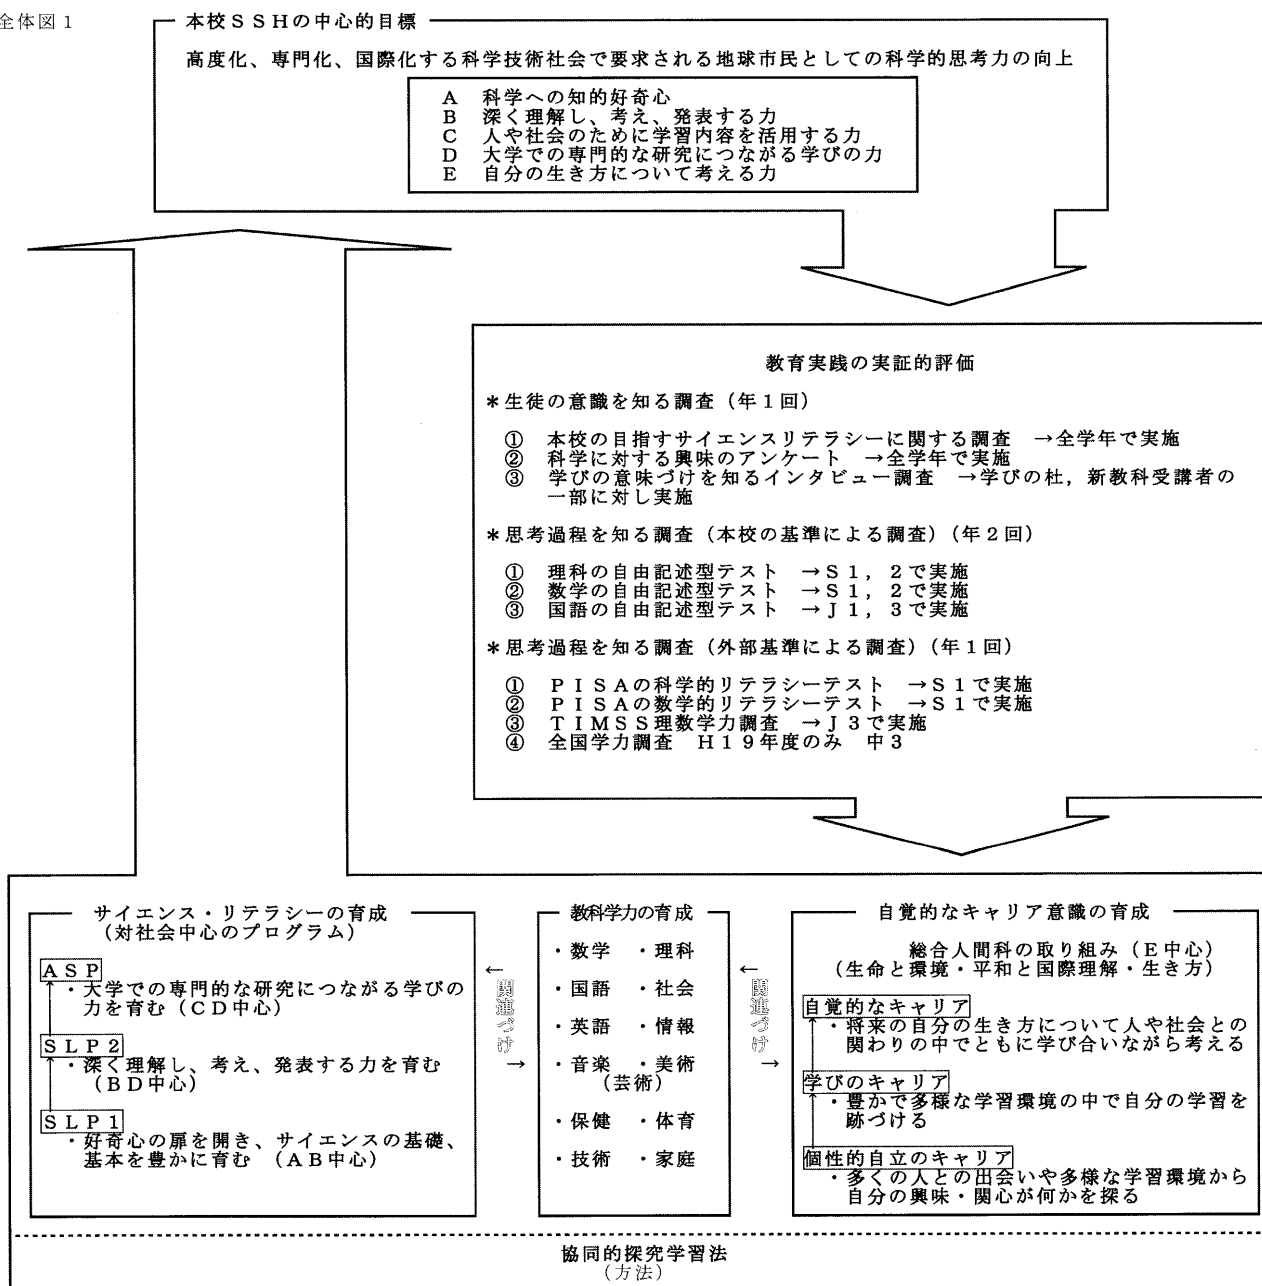 全体図1
本校SSHの中心的目標
高度化、専門化、国際化する科学技術社会で要求される地球市民としての科学的思考力の向上
A 科学への知的好奇心
B 深く理解し、考え、発表する力
C 人や社会のために学習内容を活用する力
D 大学での専門的な研究につながる学びの力
E 自分の生き方について考える力
教育実践の実証的評価
*生徒の意識を知る調査(年1回)
① 本校の目指すサイエンスリテラシーに関する調査 →全学年で実施
② 科学に対する興味のアンケート →全学年で実施
③ 学びの意味づけを知るインタビュー調査 →学びの杜,新教科受講者の
一部に対し実施
*思考過程を知る調査(本校の基準による調査)(年2回)
① 理科の自由記述型テスト →S1,2で実施
② 数学の自由記述型テスト →S1,2で実施
③ 国語の自由記述型テスト →J1,3で実施
*思考過程を知る調査(外部基準による調査)(年1回)
① PISAの科学的リテラシーテスト →S1で実施
② PISAの数学的リテラシーテスト →S1で実施
③ TIMSS理数学力調査 →J3で実施
④ 全国学力調査 H19年度のみ 中3
サイエンス・リテラシーの育成
(対社会中心のプログラム)
ASP
・大学での専門的な研究につながる学びの
力を育む(CD中心)
SLP2
・深く理解し、考え、発表する力を育む
(BD中心)
SLP1
・好奇心の扉を開き、サイエンスの基礎、
基本を豊かに育む (AB中心)
←
関連づけ
→
教科学力の育成
・数学 ・理科
・国語 ・社会
・英語 ・情報
・音楽 ・美術
(芸術)
・保健 ・体育
・技術 ・家庭
←
関連づけ
→
自覚的なキャリア意識の育成
総合人間科の取り組み(E中心)
(生命と環境・平和と国際理解・生き方)
自覚的なキャリア
・将来の自分の生き方について人や社会との
関わりの中でともに学び合いながら考える
学びのキャリア
・豊かで多様な学習環境の中で自分の学習を
跡づける
個性的自立のキャリア
・多くの人との出会いや多様な学習環境から
自分の興味・関心が何かを探る
協同的探究学習法
(方法)